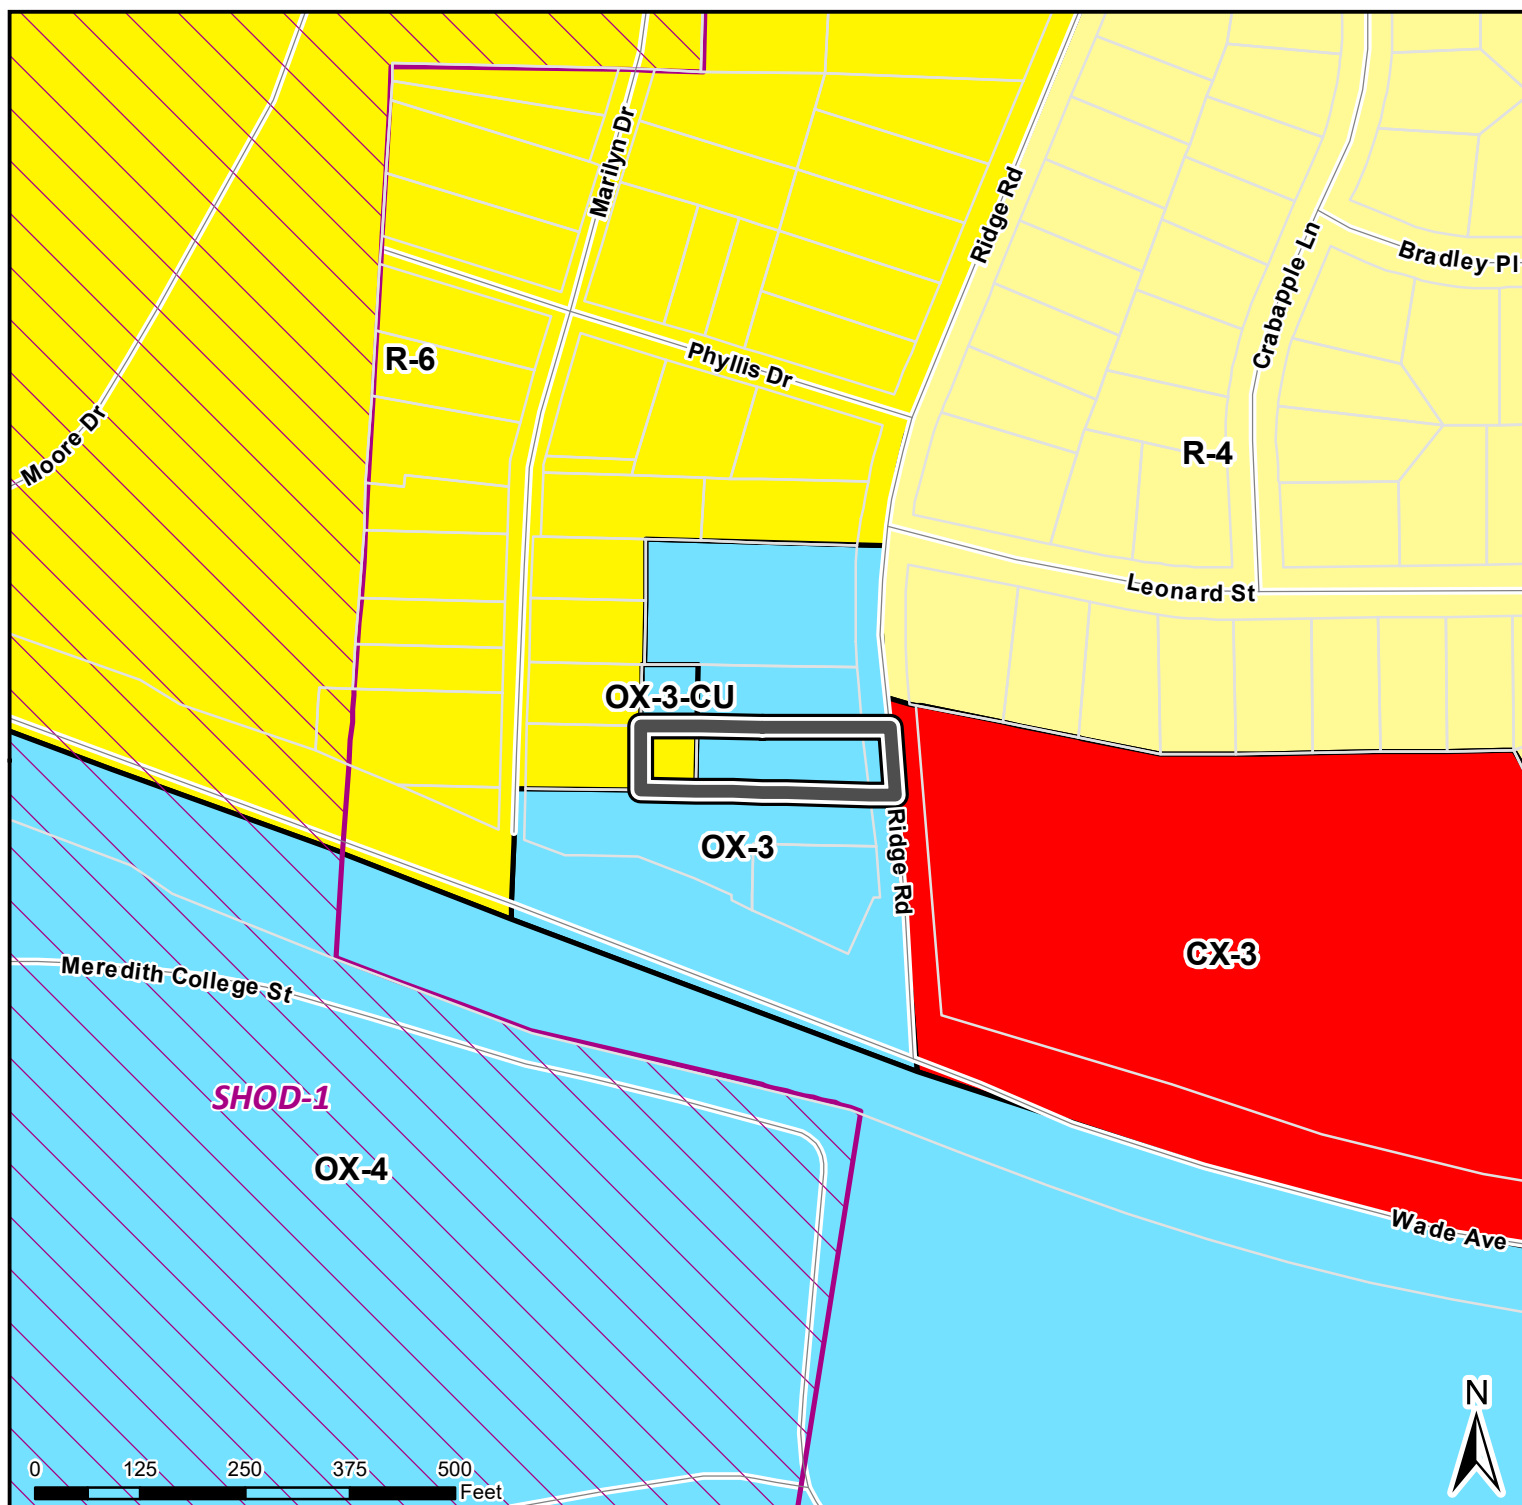 Marilyn Dr
Ridge Rd
Crabapple Ln
Bradley Pl
R-6
Phyllis Dr
Moore Dr
R-4
Leonard St
OX-3-CU
OX-3
Ridge Rd
CX-3
Meredith College St
SHOD-1
OX-4
Wade Ave
N
0 125 250 375 500
Feet